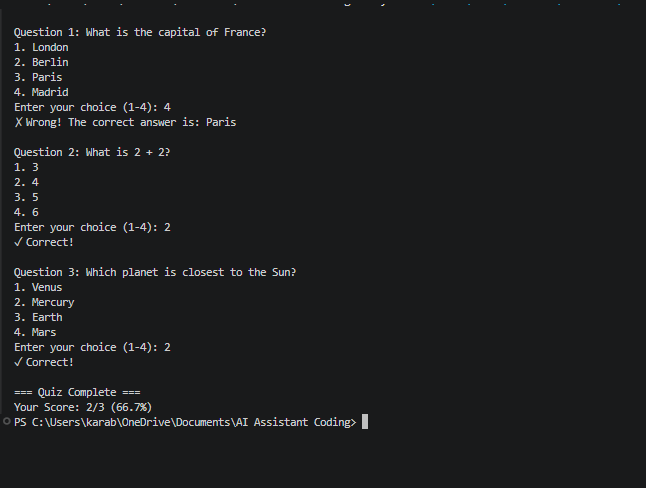 Question 1: What is the capital of France?
1. London
2. Berlin
3. Paris
4. Madrid
Enter your choice (1-4): 4
✗ Wrong! The correct answer is: Paris
Question 2: What is 2 + 2?
1. 3
2. 4
3. 5
4. 6
Enter your choice (1-4): 2
✓ Correct!
Question 3: Which planet is closest to the Sun?
1. Venus
2. Mercury
3. Earth
4. Mars
Enter your choice (1-4): 2
✓ Correct!
=== Quiz Complete ===
Your Score: 2/3 (66.7%)
PS C:\Users\karab\OneDrive\Documents\AI Assistant Coding>